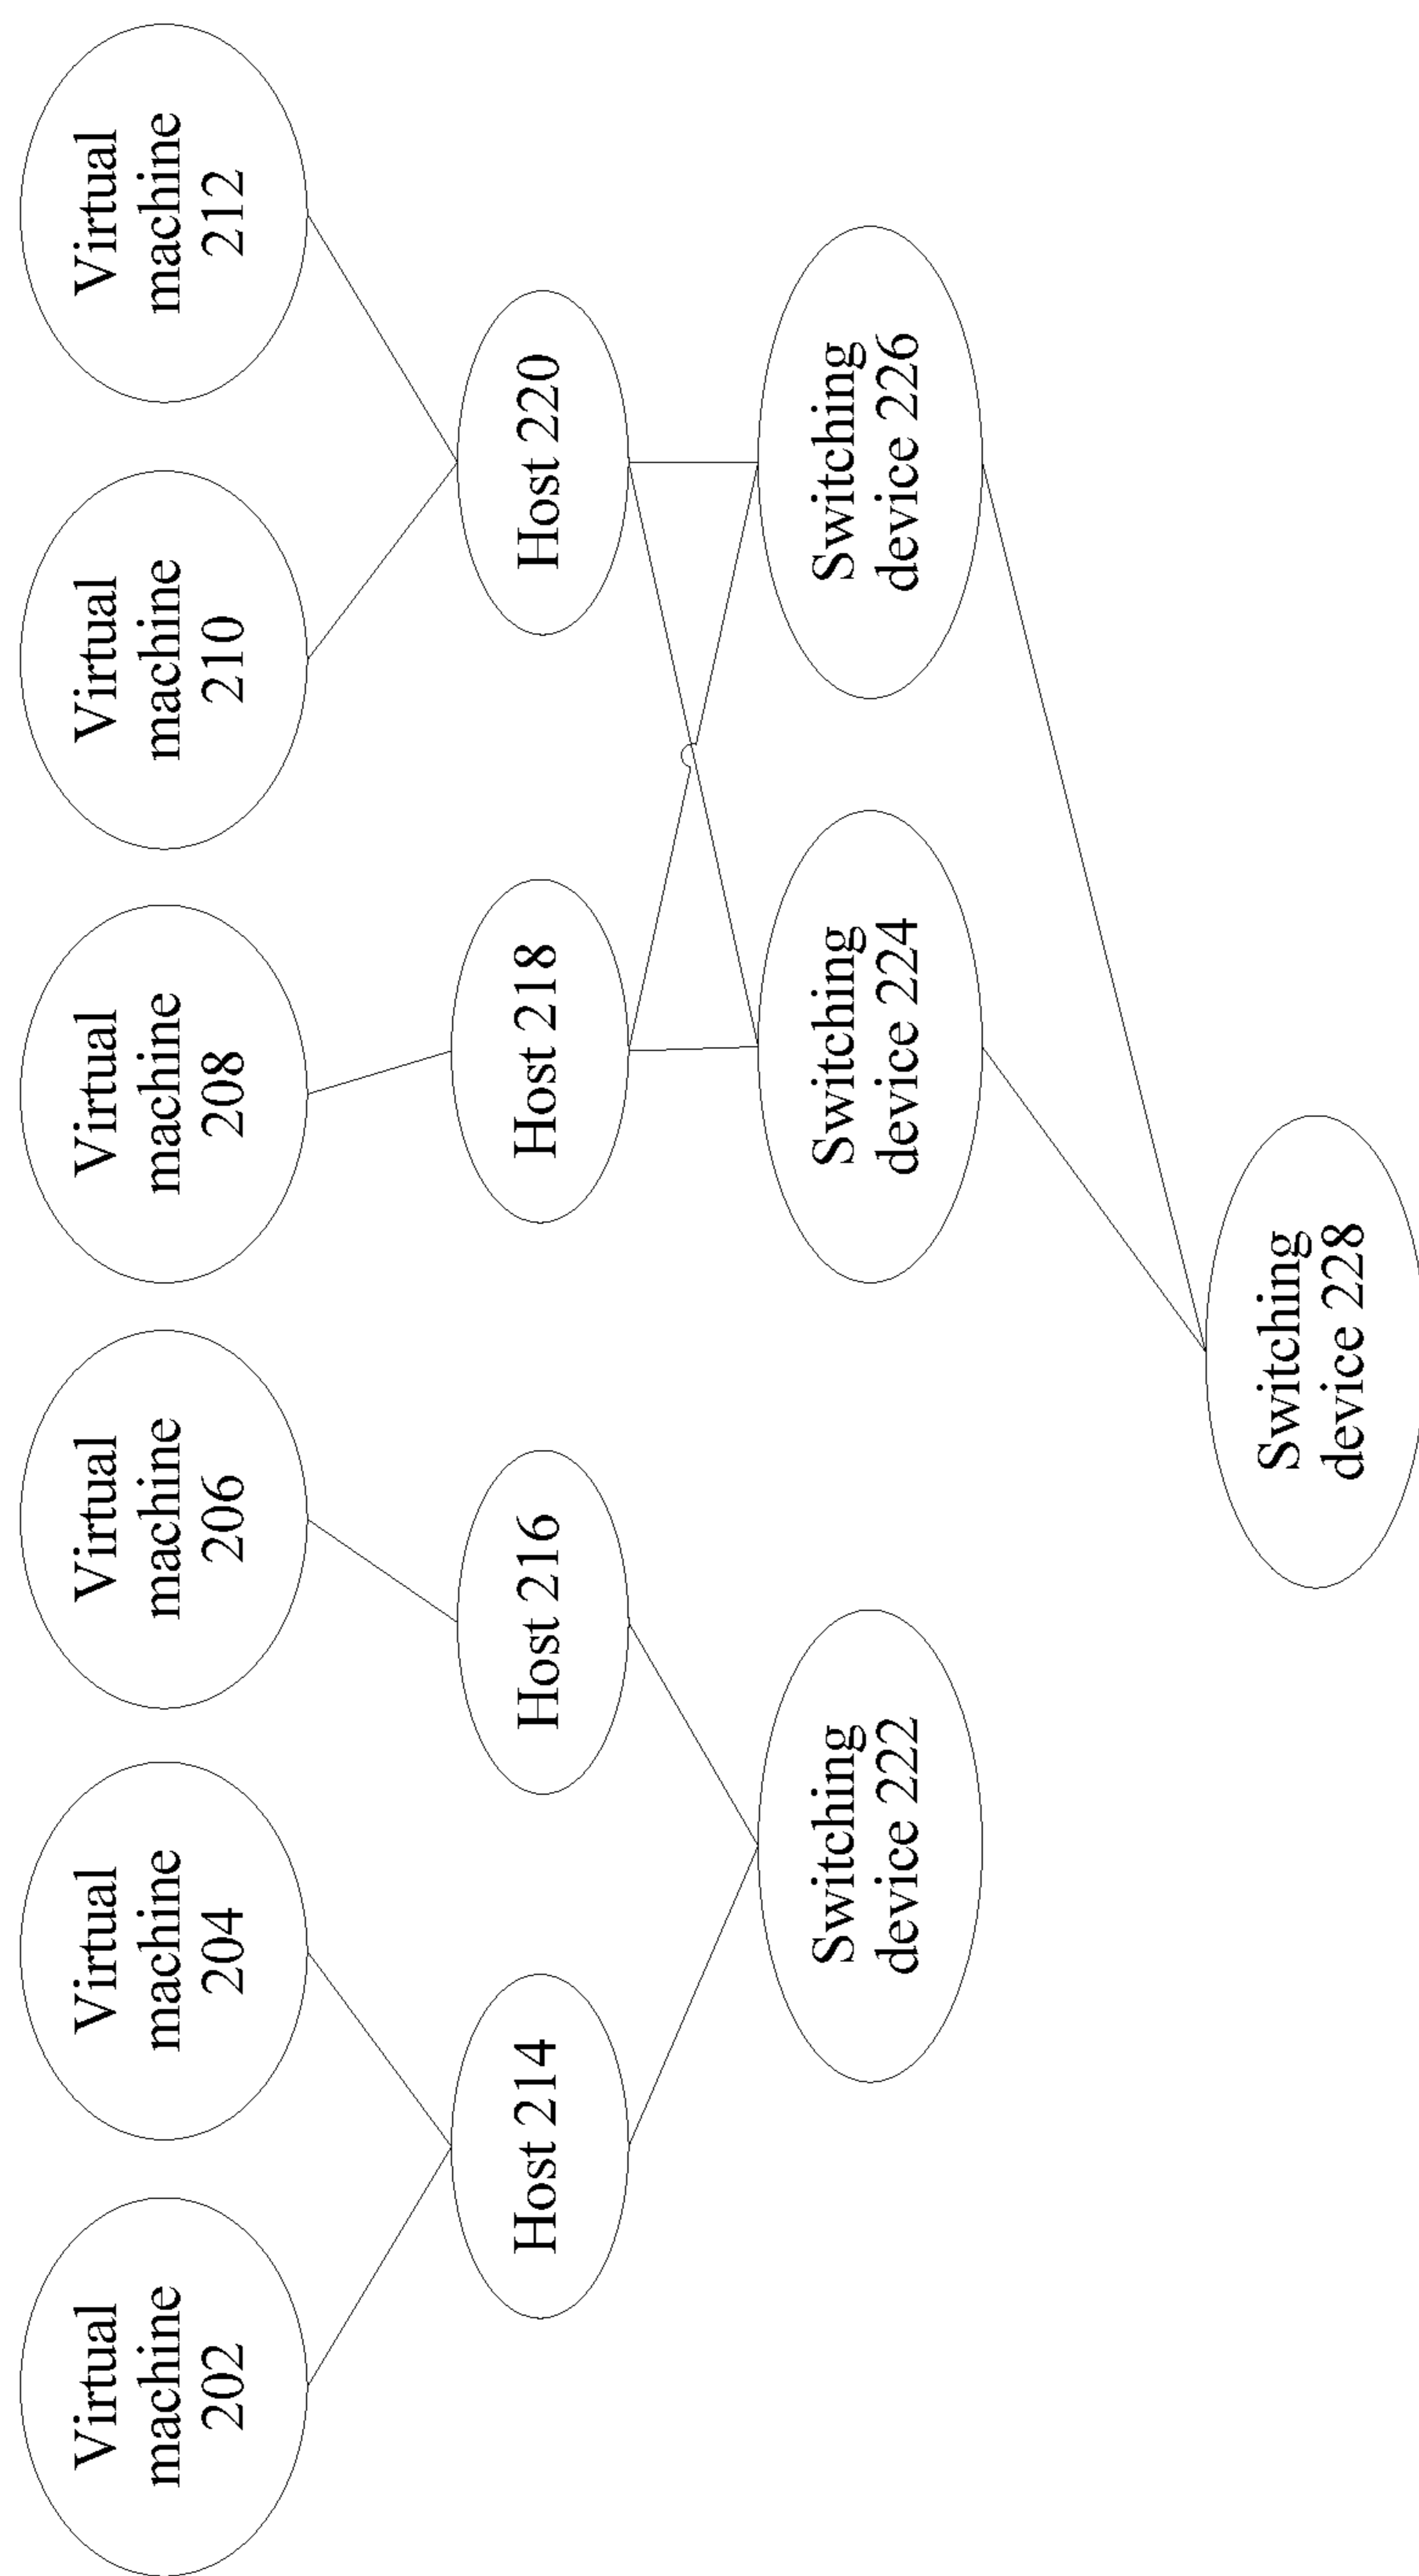 Virtual
machine
202
Virtual
machine
204
Virtual
machine
206
Virtual
machine
208
Virtual
machine
210
Virtual
machine
212
Host 214
Host 216
Host 218
Host 220
Switching
device 222
Switching
device 224
Switching
device 226
Switching
device 228